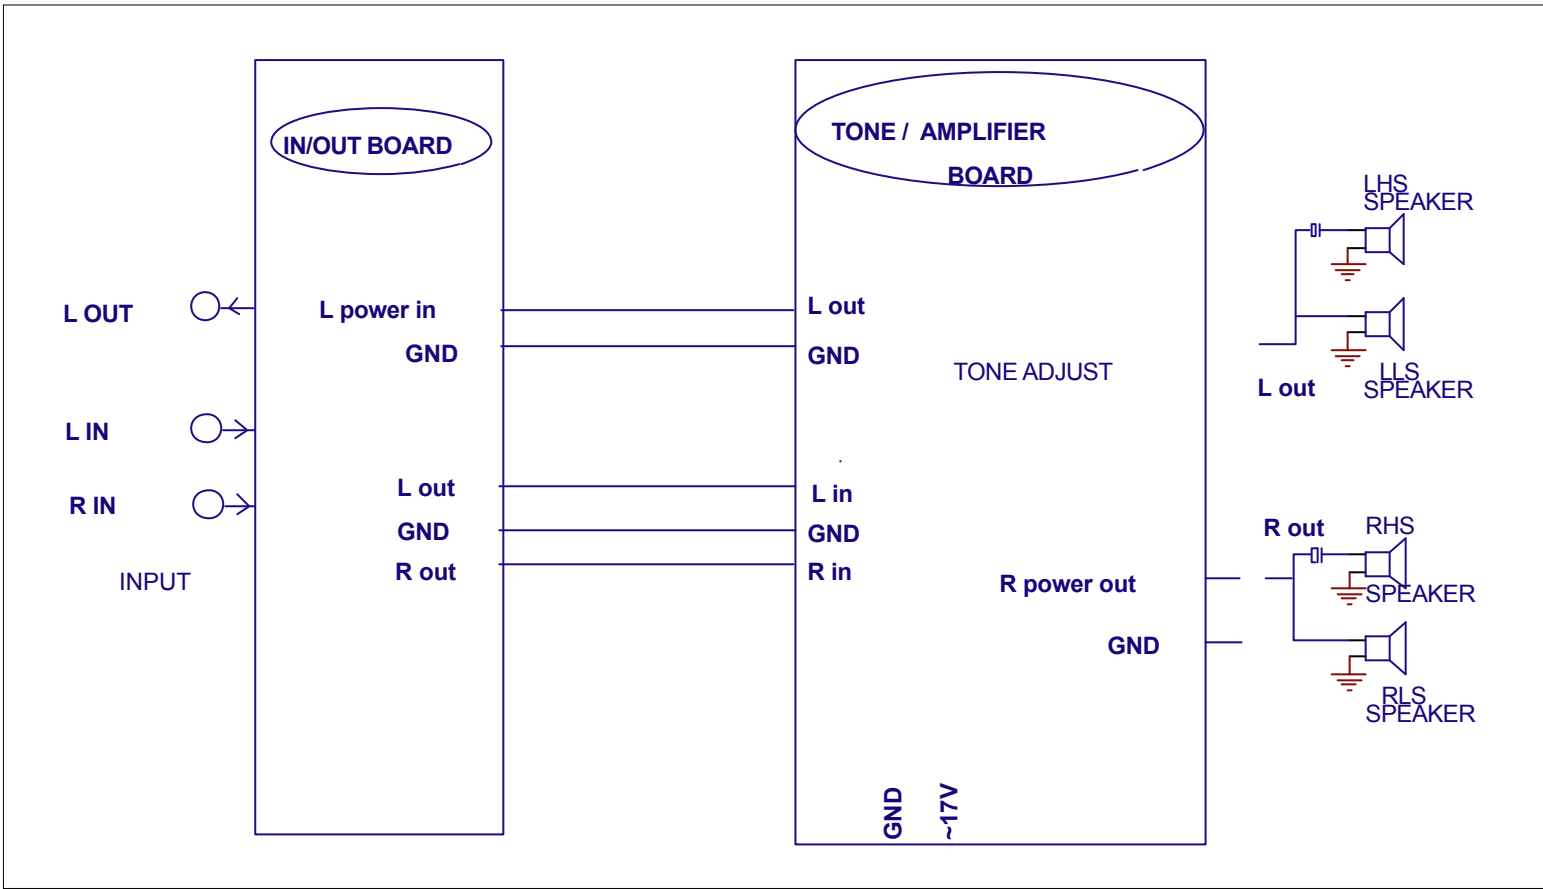 IN/OUT BOARD
TONE / AMPLIFIER
BOARD
LHS
SPEAKER
L OUT
L power in
GND
L out
GND
TONE ADJUST
LLS
SPEAKER
L out
L IN
R IN
INPUT
L out
GND
R out
L in
GND
R in
R power out
GND
R out
RHS
SPEAKER
RLS
SPEAKER
GND
~17V